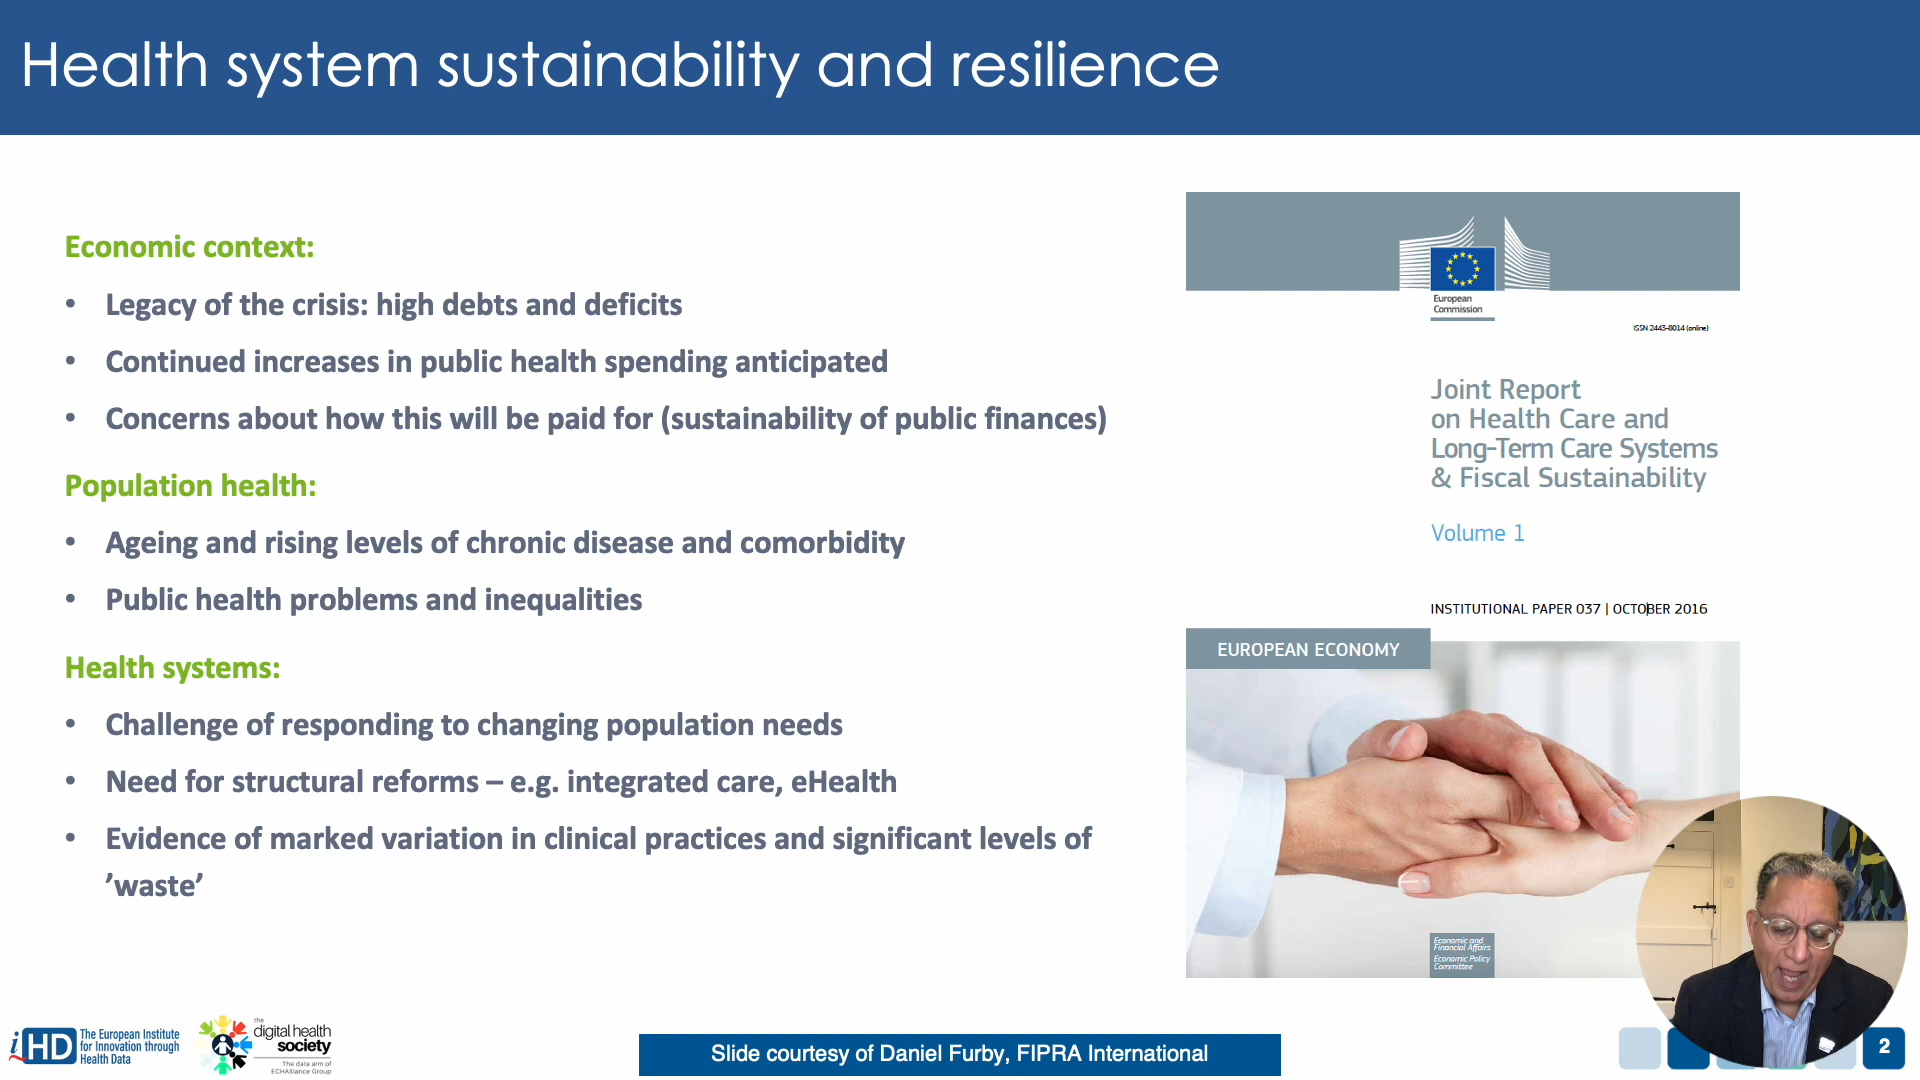 Health system sustainability and resilience
Economic context:
• Legacy of the crisis: high debts and deficits
• Continued increases in public health spending anticipated
• Concerns about how this will be paid for (sustainability of public finances)
Population health:
• Ageing and rising levels of chronic disease and comorbidity
• Public health problems and inequalities
Health systems:
• Challenge of responding to changing population needs
• Need for structural reforms – e.g. integrated care, eHealth
• Evidence of marked variation in clinical practices and significant levels of
’waste’
European
Commission
ISSN 2443-8014 (online)
Joint Report
on Health Care and
Long-Term Care Systems
& Fiscal Sustainability
Volume 1
INSTITUTIONAL PAPER 037 | OCTOBER 2016
EUROPEAN ECONOMY
Economic and
Financial Affairs
Economic Policy
Committee
iHD
The European Institute
for Innovation through
Health Data
the
digital health
society
The data arm of
ECHAlliance Group
Slide courtesy of Daniel Furby, FIPRA International
2